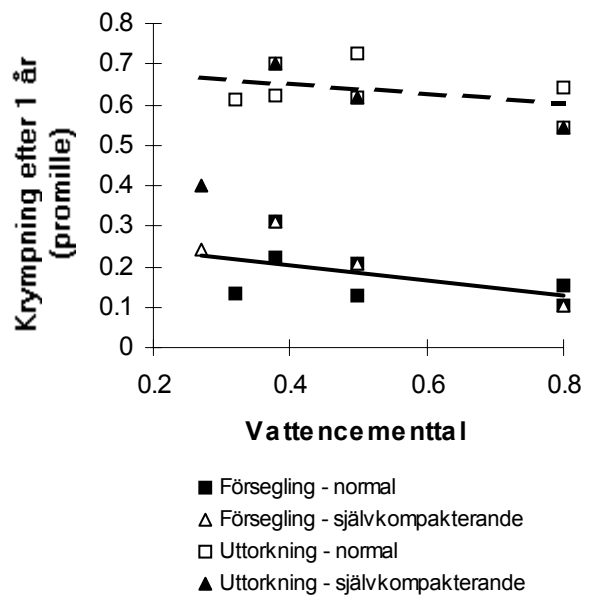 Krympning efter 1 år
(promille)
0.8
0.7
0.6
0.5
0.4
0.3
0.2
0.1
0
0.2 0.4 0.6 0.8
Vattencementtal
Försegling - normal
Försegling - självkompakterande
Uttorkning - normal
Uttorkning - självkompakterande